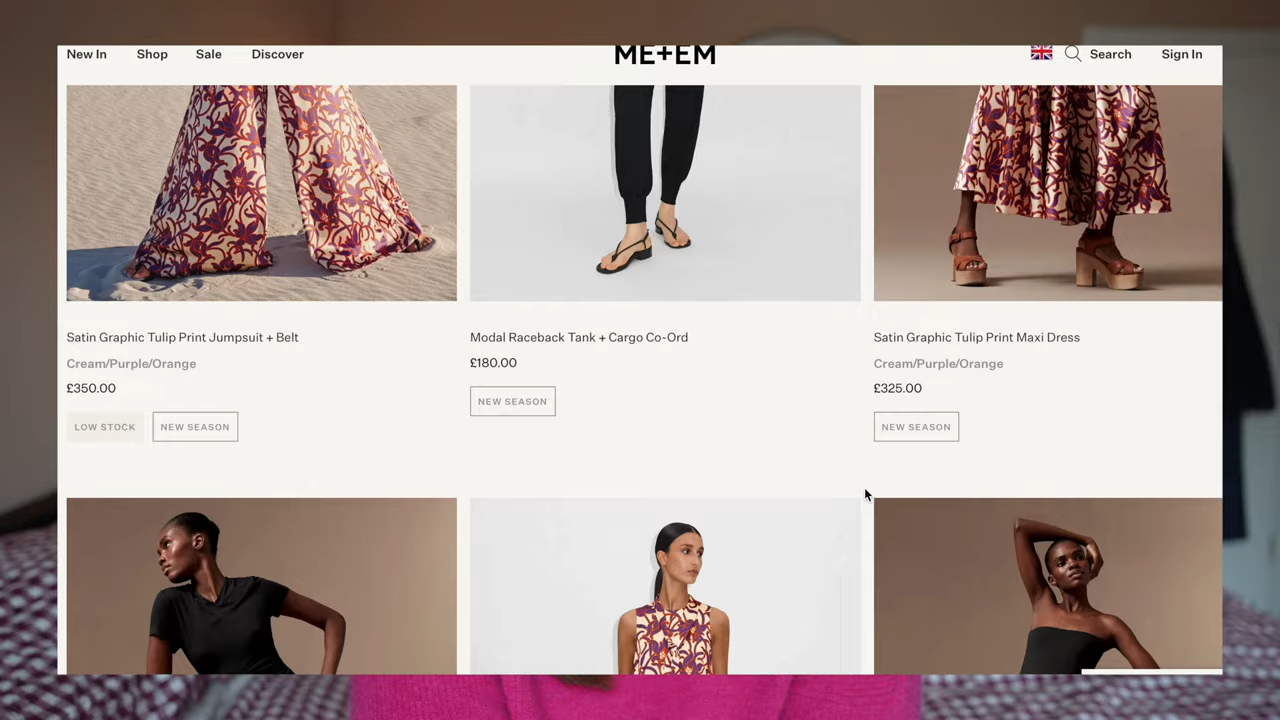 New In Shop Sale Discover ME+EM Search Sign In
Satin Graphic Tulip Print Jumpsuit + Belt
Cream/Purple/Orange
£350.00
LOW STOCK NEW SEASON
Modal Raceback Tank + Cargo Co-Ord
£180.00
NEW SEASON
Satin Graphic Tulip Print Maxi Dress
Cream/Purple/Orange
£325.00
NEW SEASON